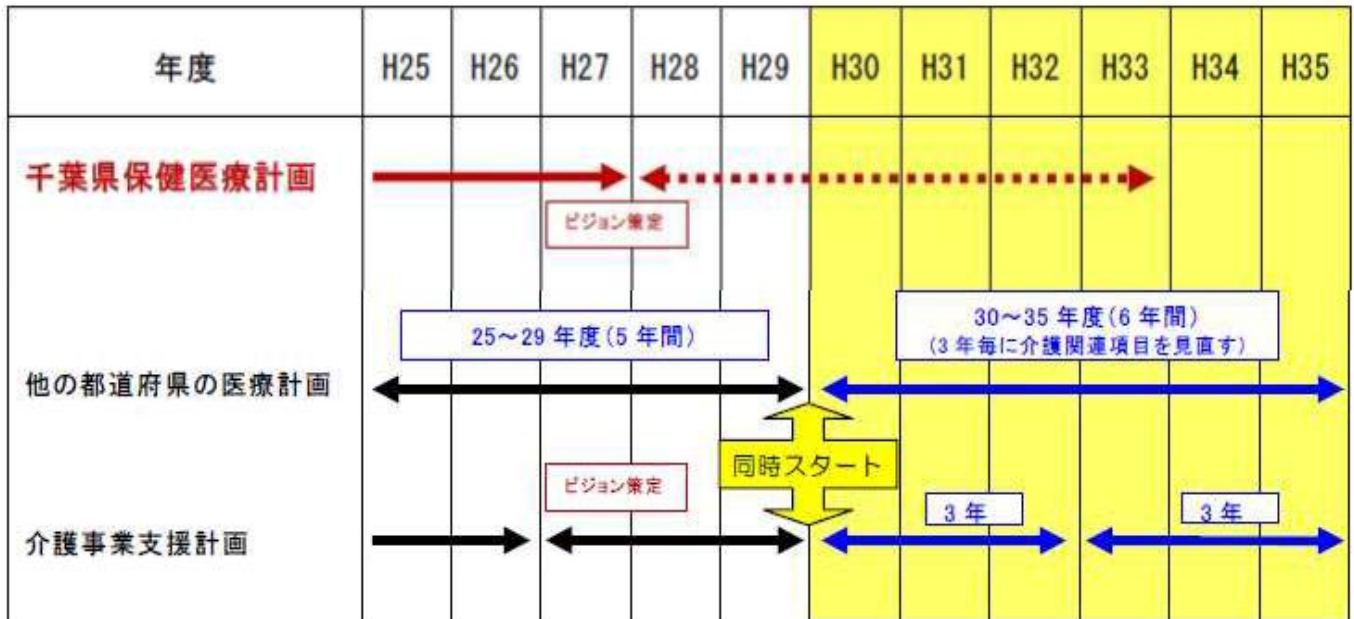 年度 H25 H26 H27 H28 H29 H30 H31 H32 H33 H34 H35
千葉県保健医療計画
ビジョン策定
25～29 年度(5 年間)
30～35 年度(6 年間)
(3 年毎に介護関連項目を見直す)
他の都道府県の医療計画
同時スタート
ビジョン策定
3 年
3 年
介護事業支援計画